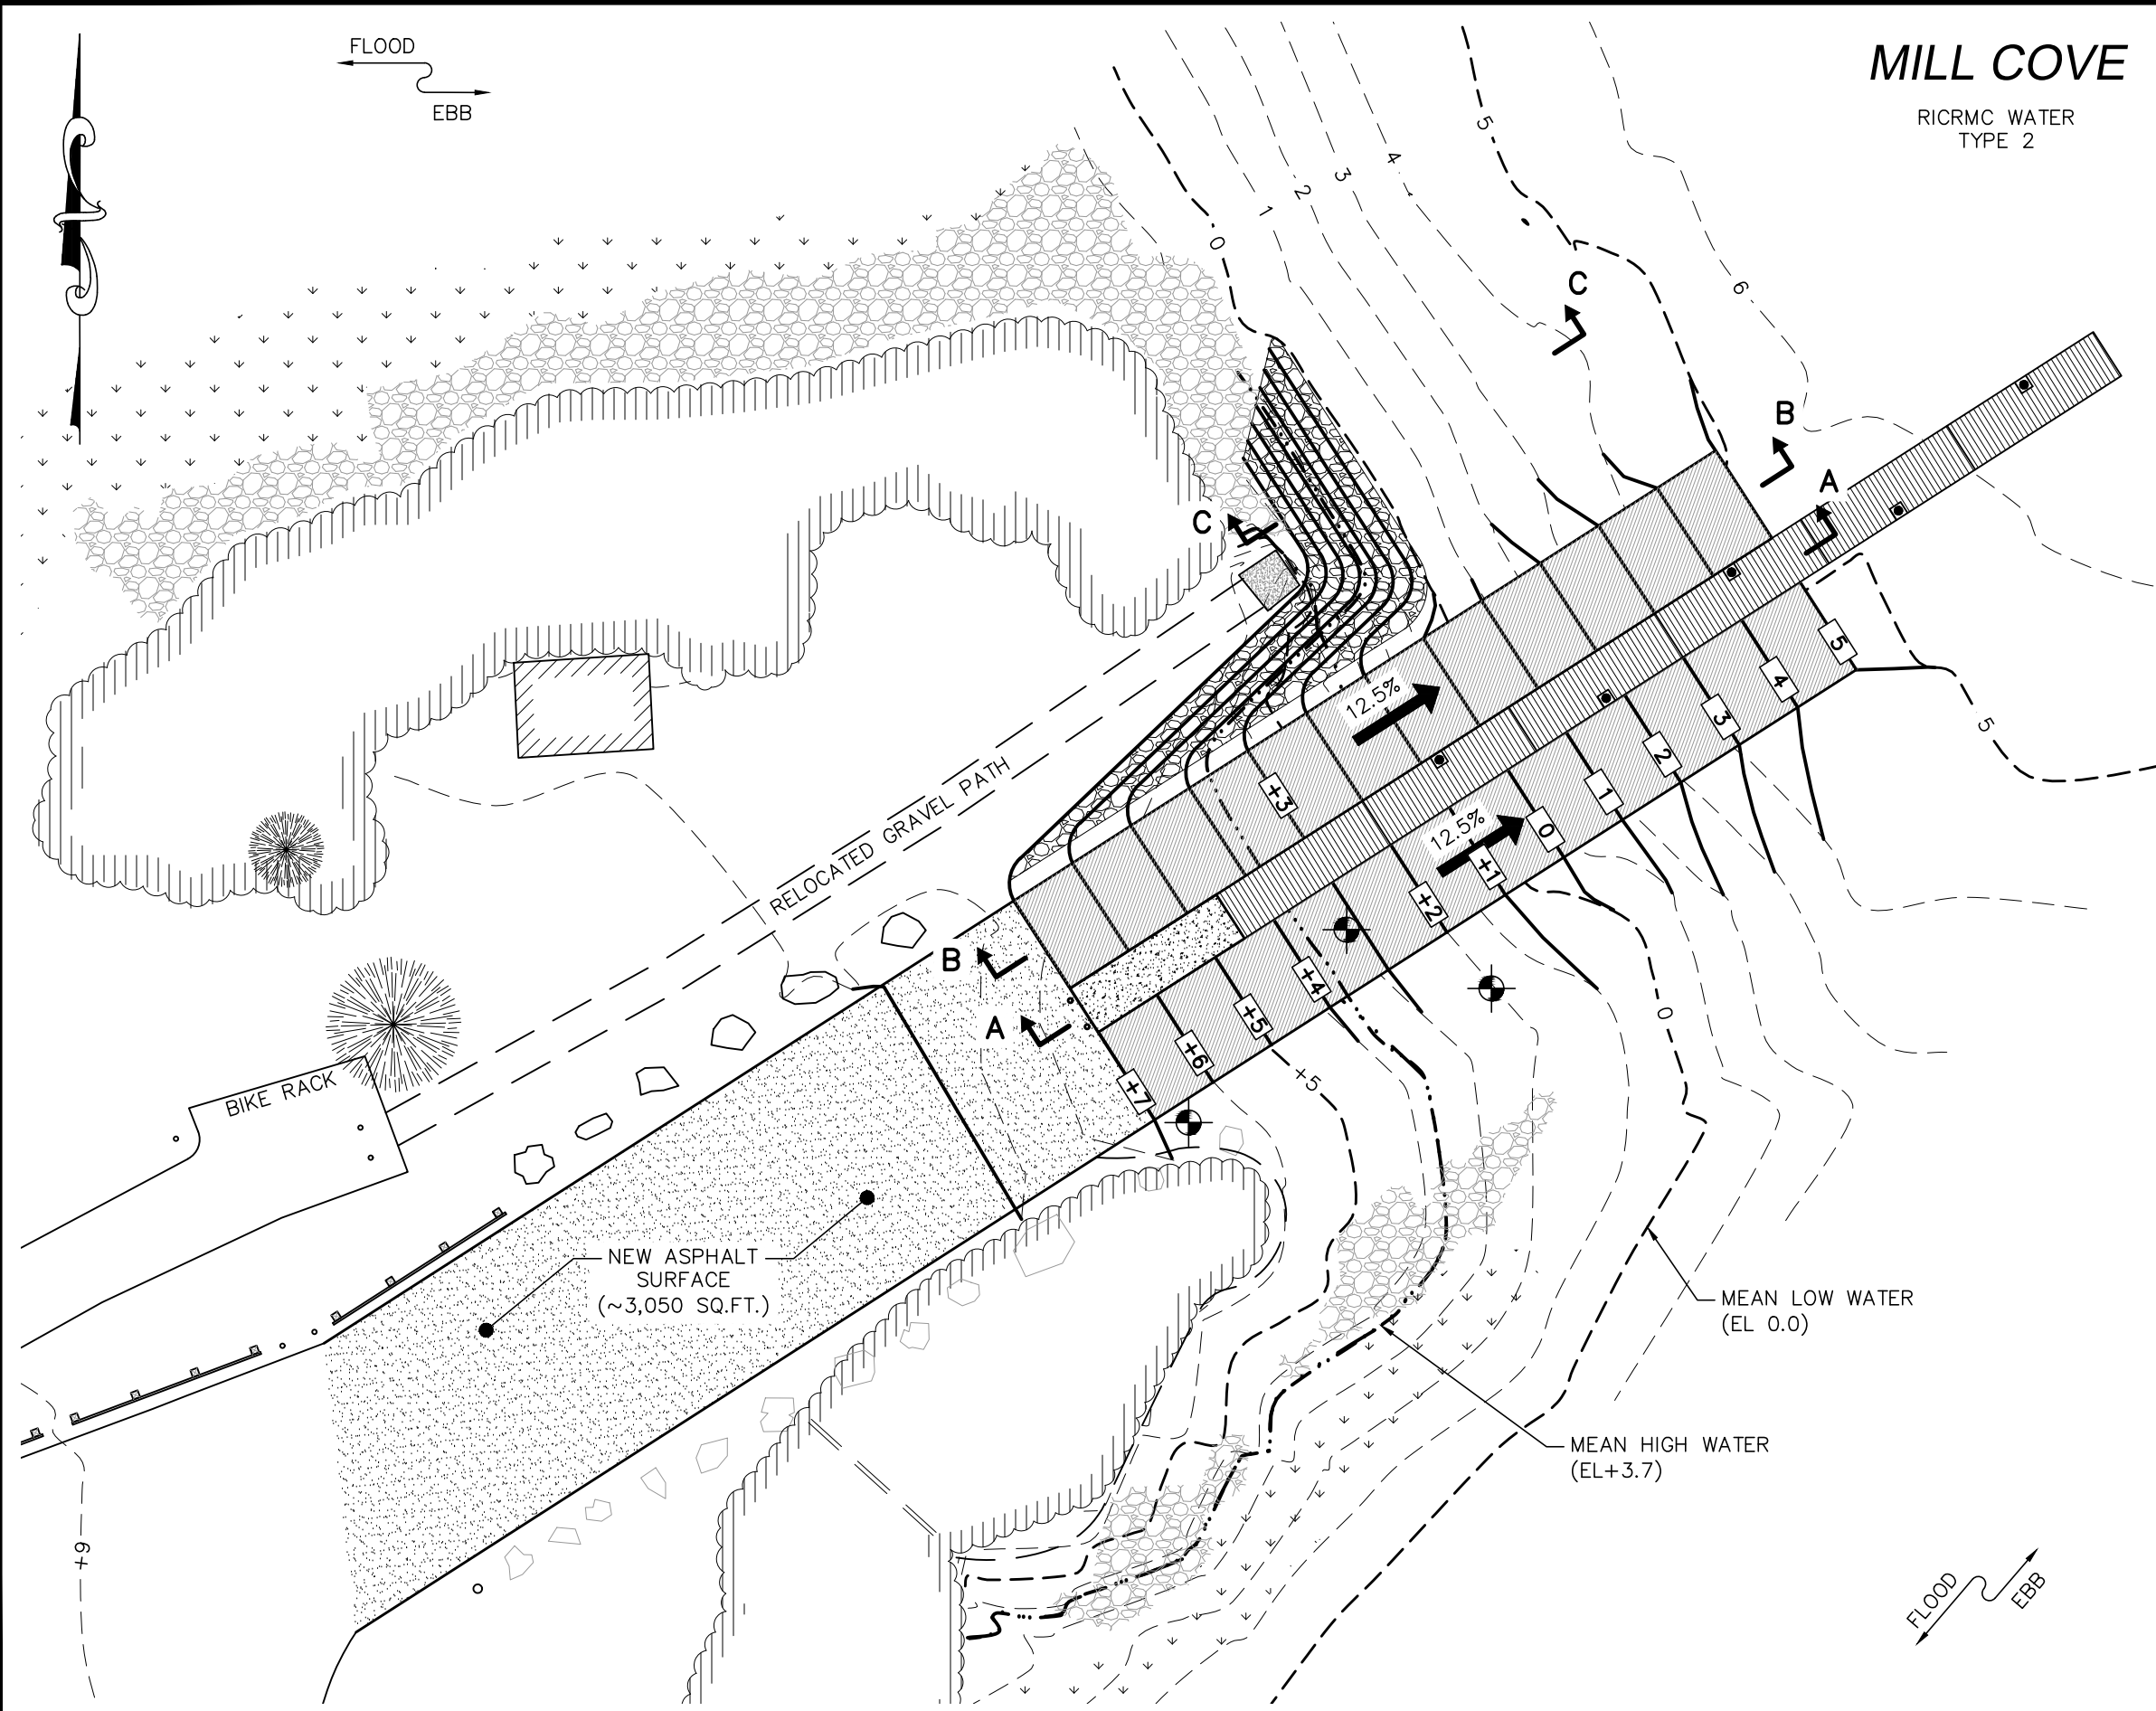 FLOOD
EBB
MILL COVE
RICRMC WATER
TYPE 2
0
1
2
3
4
5
6
C
B
A
C
12.5%
12.5%
+3
5
4
3
2
1
0
+1
+2
+4
+5
+6
+7
5
RELOCATED GRAVEL PATH
B
A
BIKE RACK
+5
0
NEW ASPHALT
SURFACE
(~3,050 SQ.FT.)
MEAN LOW WATER
(EL 0.0)
MEAN HIGH WATER
(EL+3.7)
+9
FLOOD
EBB